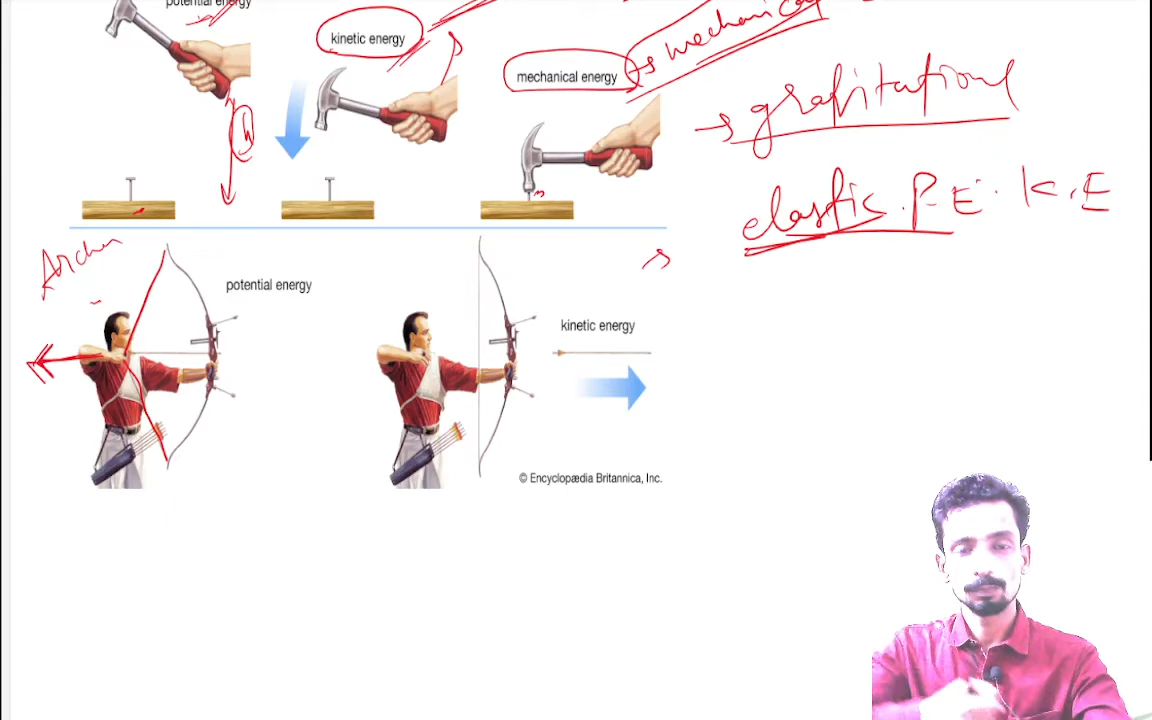 potential energy
kinetic energy
mechanical energy
→ mechanical
h
→ gravitational
elastic P.E. K.E
Archer
potential energy
kinetic energy
© Encyclopædia Britannica, Inc.